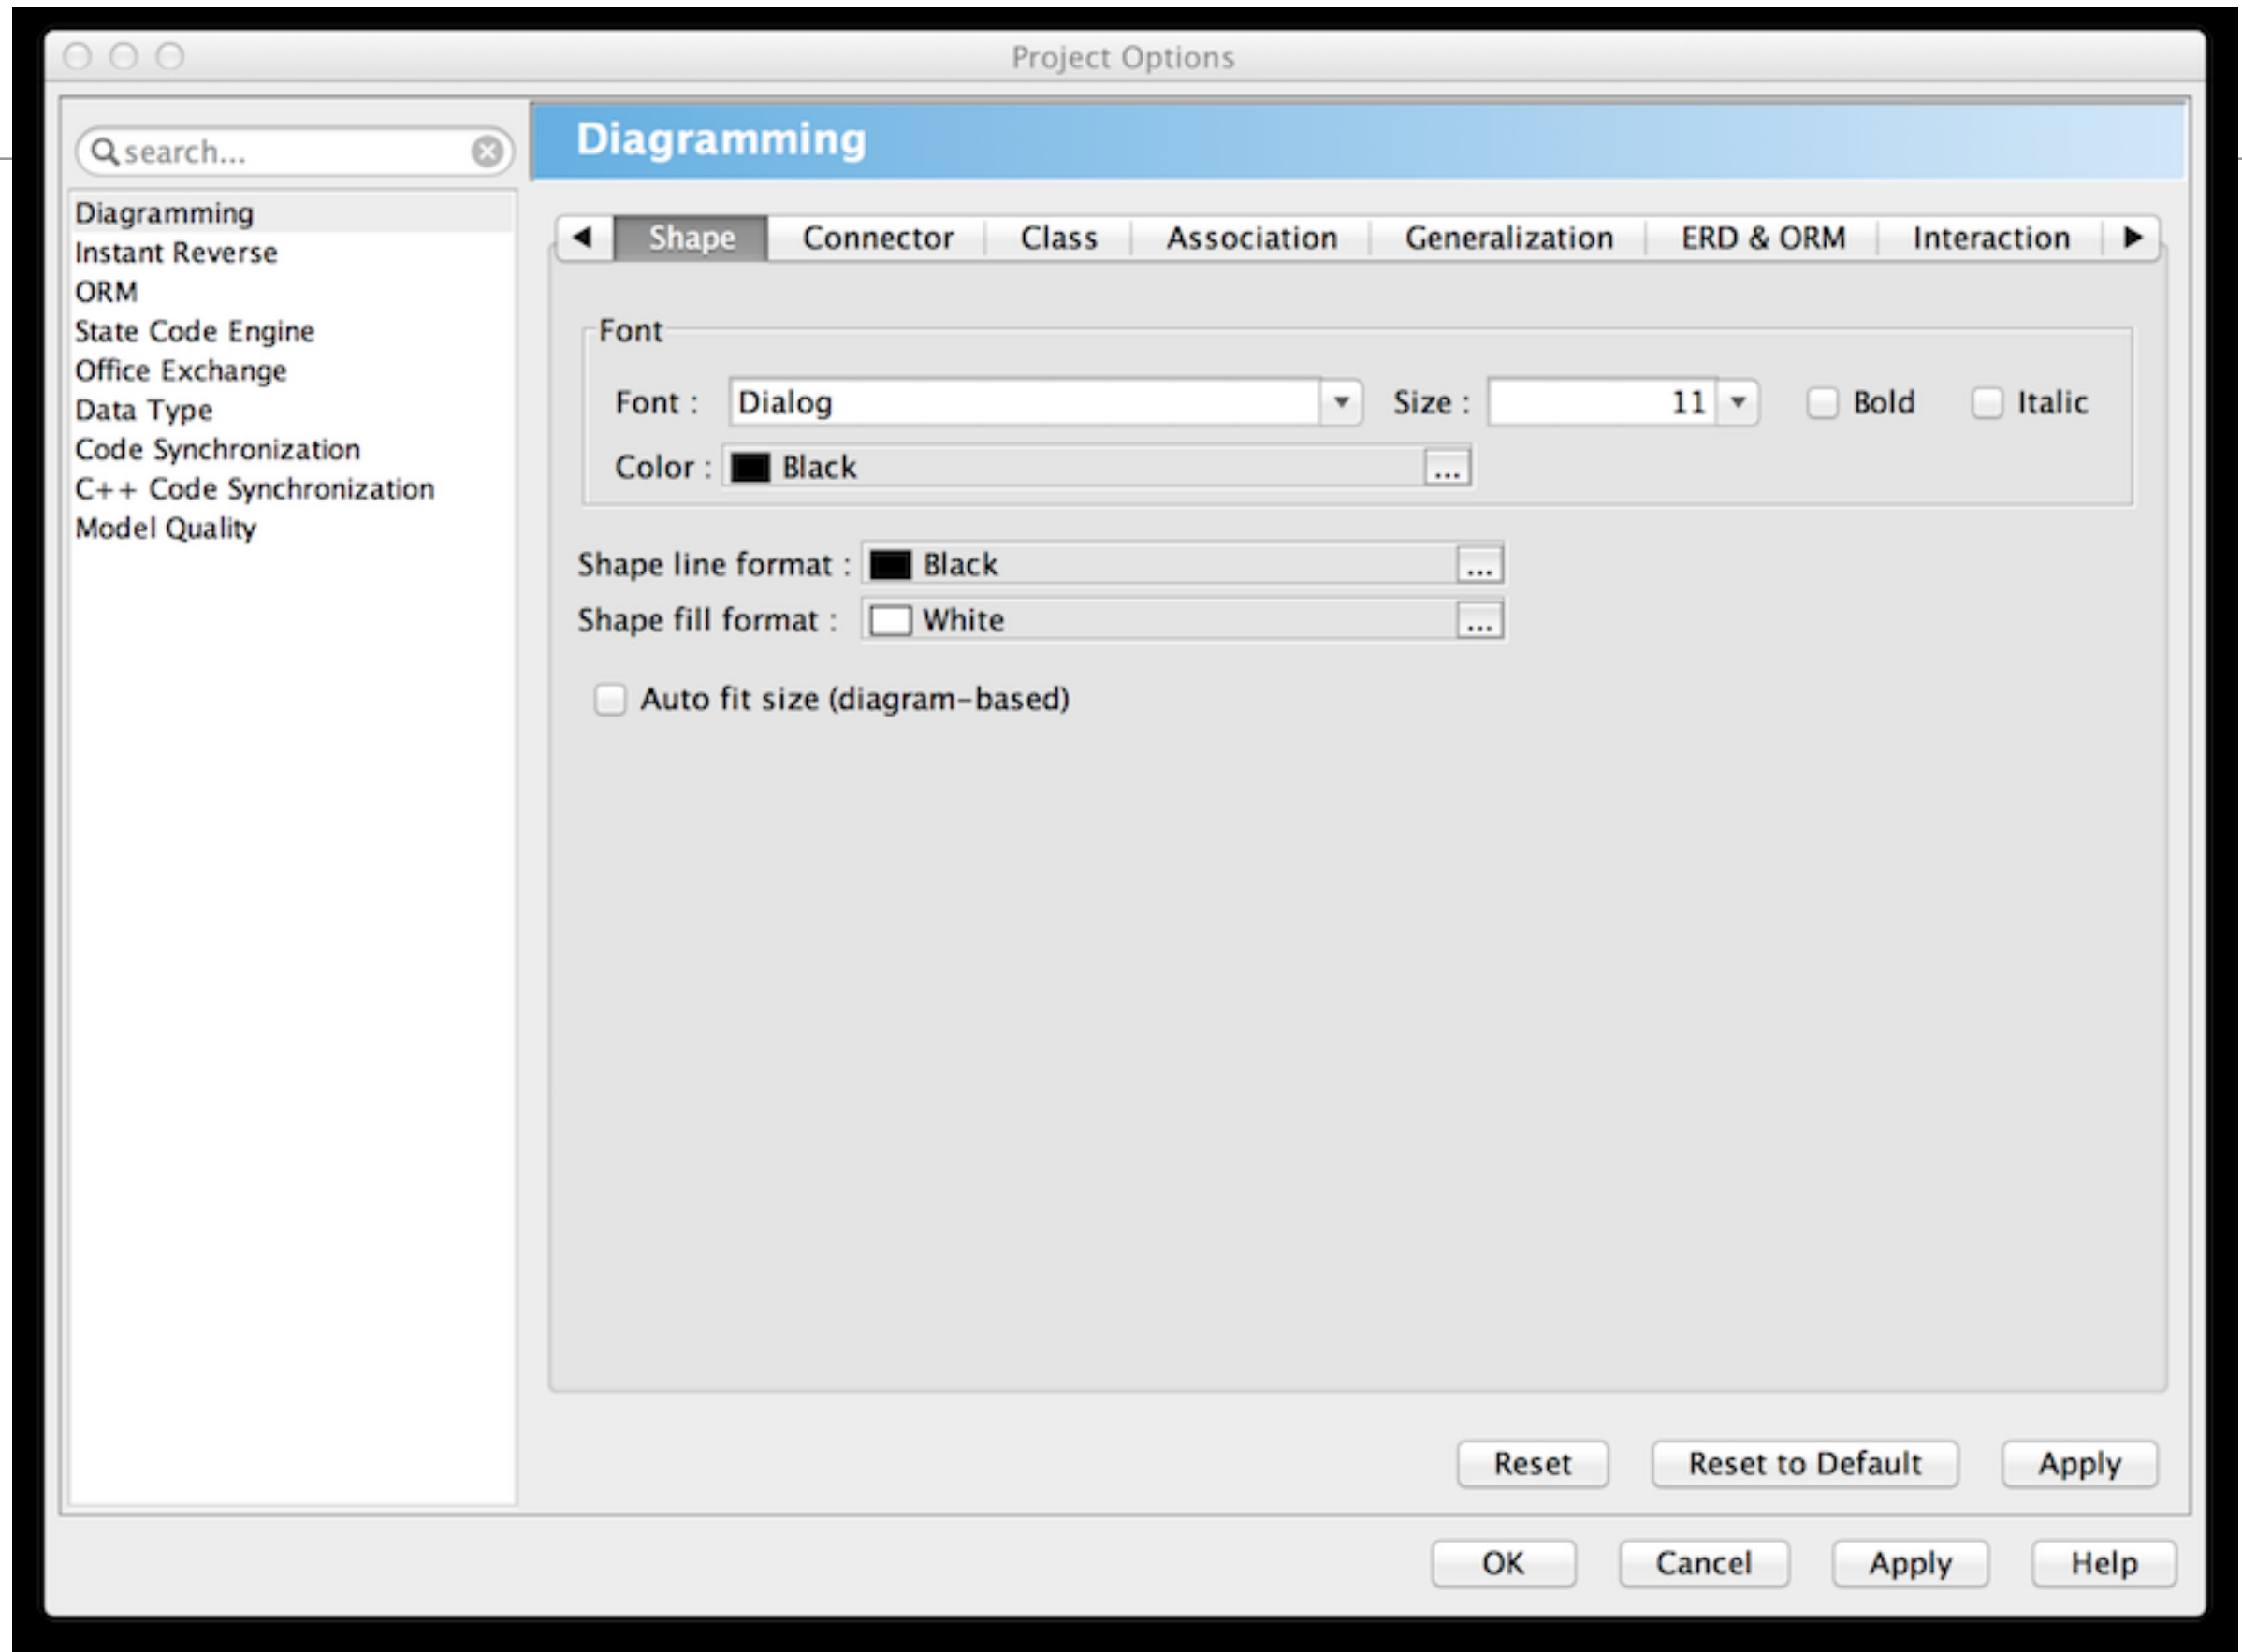 Project Options
search...
Diagramming
Instant Reverse
ORM
State Code Engine
Office Exchange
Data Type
Code Synchronization
C++ Code Synchronization
Model Quality
Diagramming
Shape Connector Class Association Generalization ERD & ORM Interaction
Font
Font : Dialog Size : 11 Bold Italic
Color : Black ...
Shape line format : Black ...
Shape fill format : White ...
Auto fit size (diagram-based)
Reset Reset to Default Apply
OK Cancel Apply Help